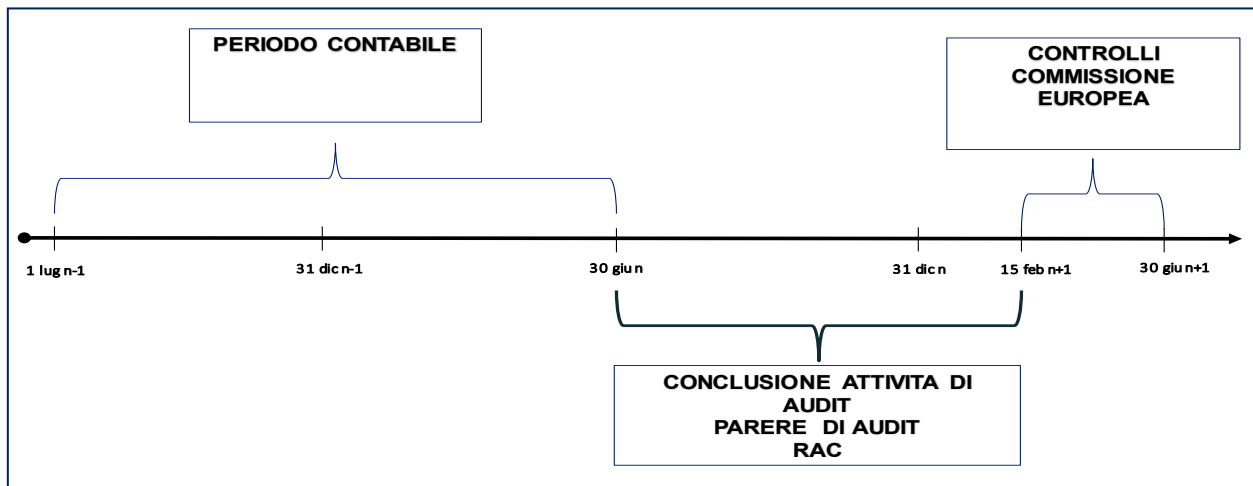 PERIODO CONTABILE
CONTROLLI
COMMISSIONE
EUROPEA
1 lug n-1
31 dic n-1
30 giu n
31 dic n
15 feb n+1
30 giu n+1
CONCLUSIONE ATTIVITA DI
AUDIT
PARERE DI AUDIT
RAC